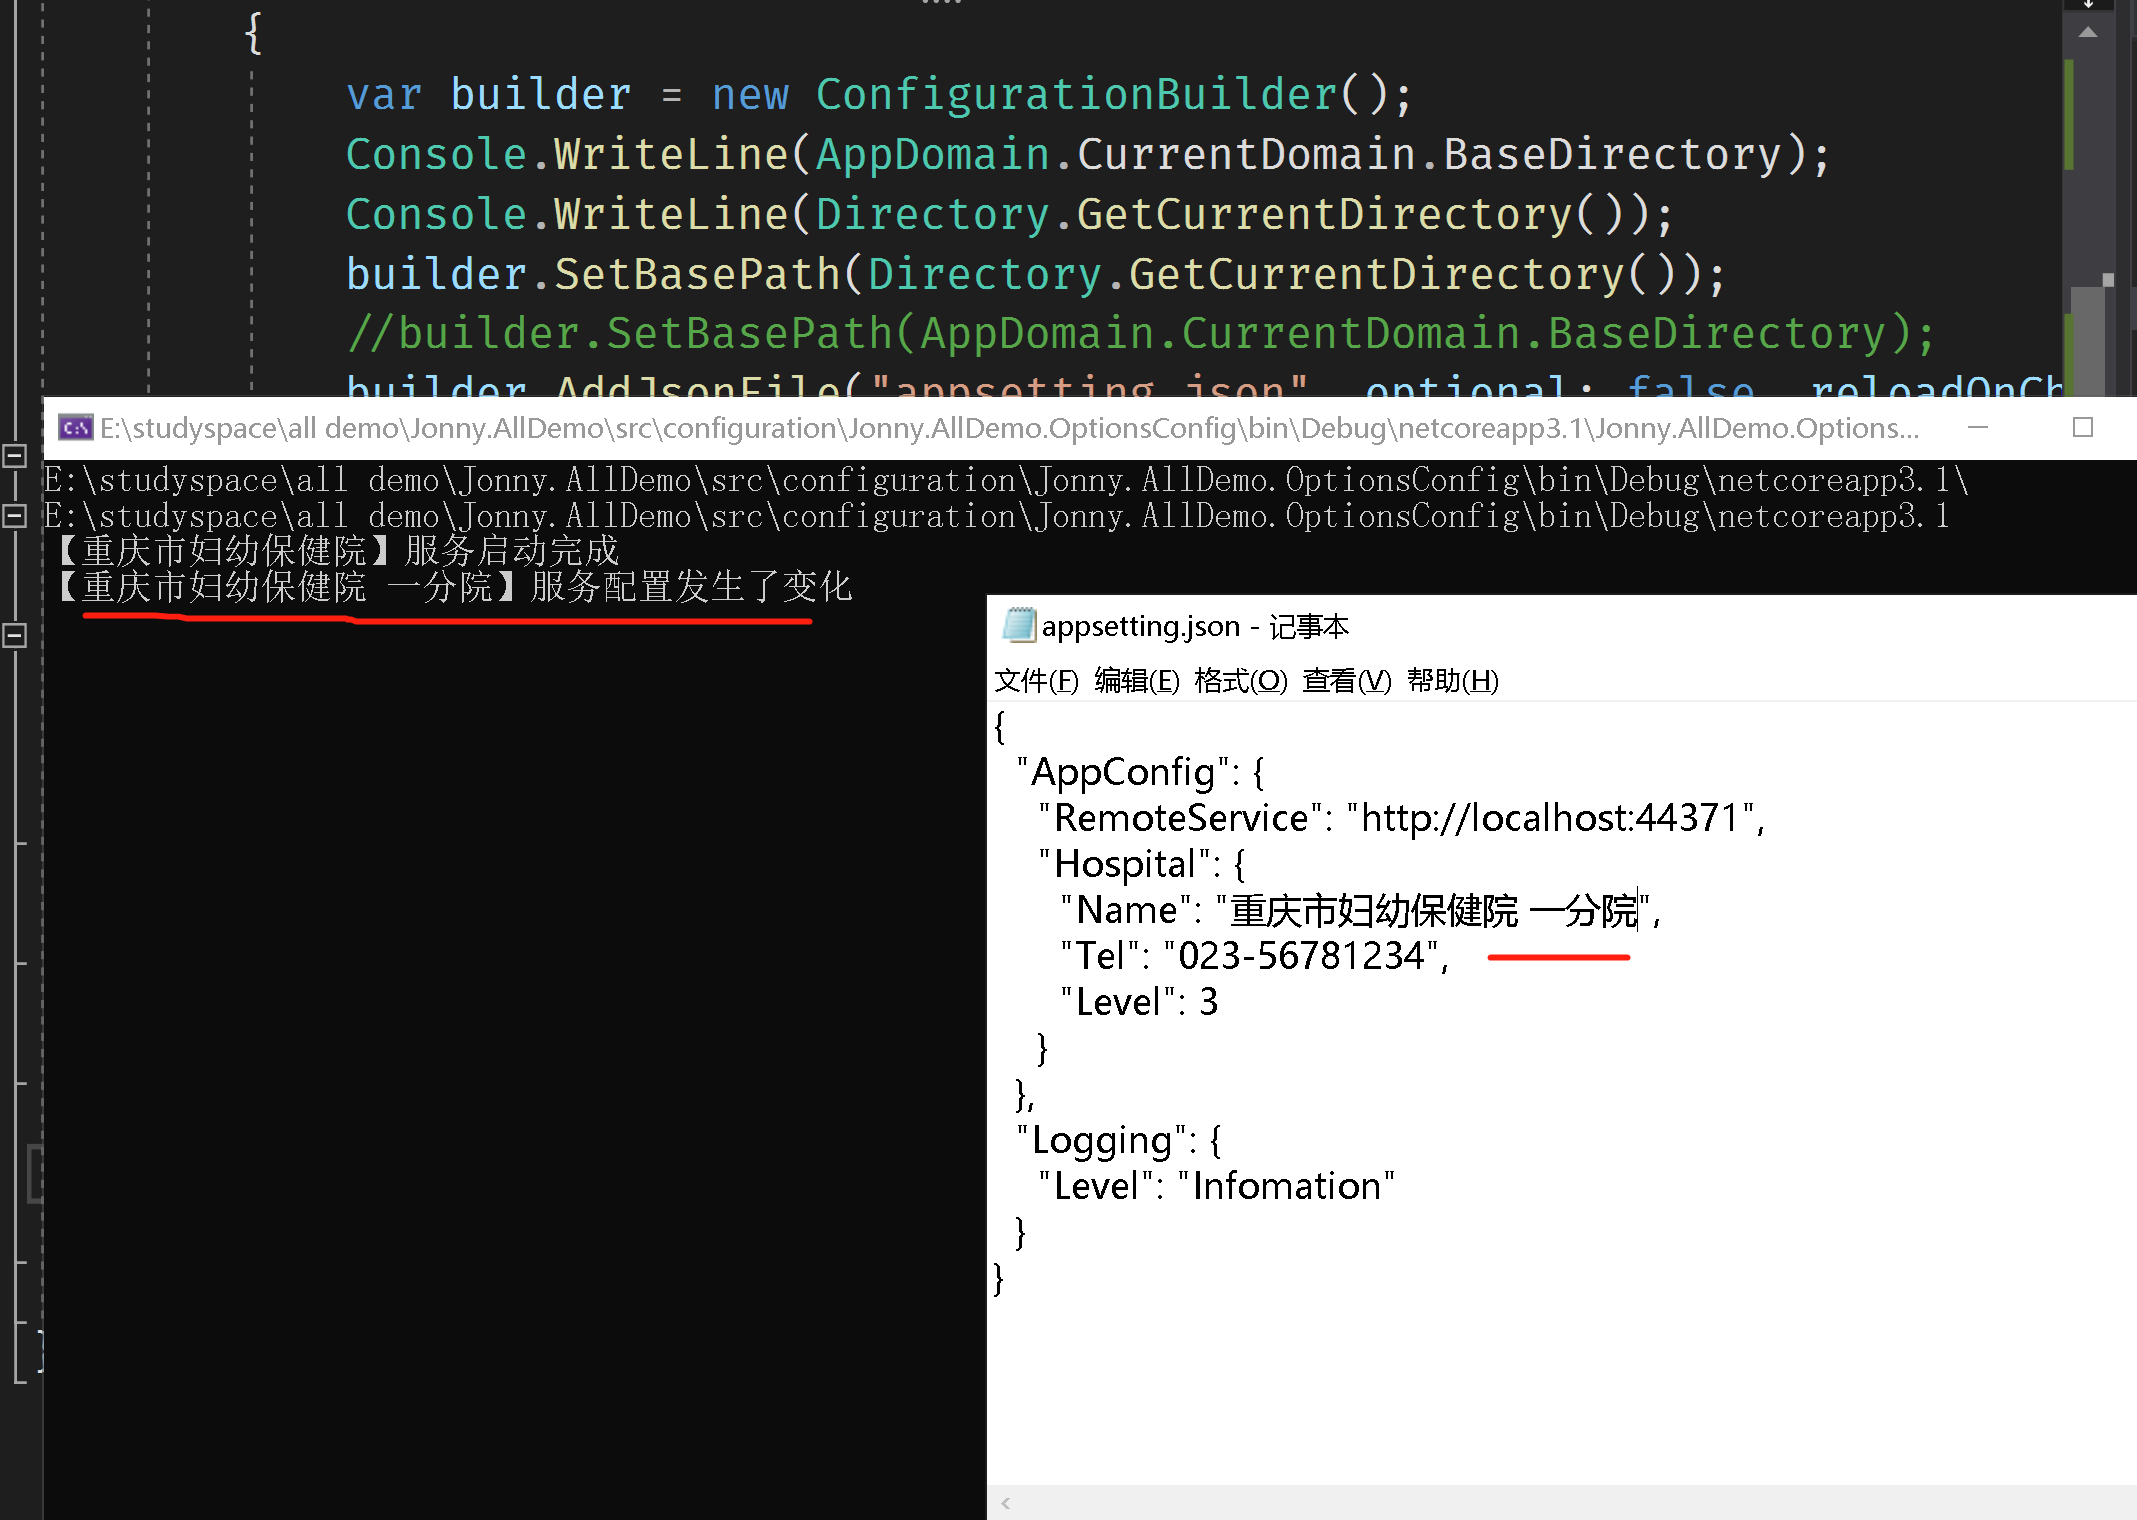 {
var builder = new ConfigurationBuilder();
Console.WriteLine(AppDomain.CurrentDomain.BaseDirectory);
Console.WriteLine(Directory.GetCurrentDirectory());
builder.SetBasePath(Directory.GetCurrentDirectory());
//builder.SetBasePath(AppDomain.CurrentDomain.BaseDirectory);
builder.AddJsonFile("appsetting.json", optional: false, reloadOnCh
E:\studyspace\all demo\Jonny.AllDemo\src\configuration\Jonny.AllDemo.OptionsConfig\bin\Debug\netcoreapp3.1\Jonny.AllDemo.Options...
E:\studyspace\all demo\Jonny.AllDemo\src\configuration\Jonny.AllDemo.OptionsConfig\bin\Debug\netcoreapp3.1\
E:\studyspace\all demo\Jonny.AllDemo\src\configuration\Jonny.AllDemo.OptionsConfig\bin\Debug\netcoreapp3.1
【重庆市妇幼保健院】服务启动完成
【重庆市妇幼保健院 一分院】服务配置发生了变化
appsetting.json - 记事本
文件(F) 编辑(E) 格式(O) 查看(V) 帮助(H)
{
"AppConfig": {
"RemoteService": "http://localhost:44371",
"Hospital": {
"Name": "重庆市妇幼保健院 一分院",
"Tel": "023-56781234",
"Level": 3
}
},
"Logging": {
"Level": "Infomation"
}
}